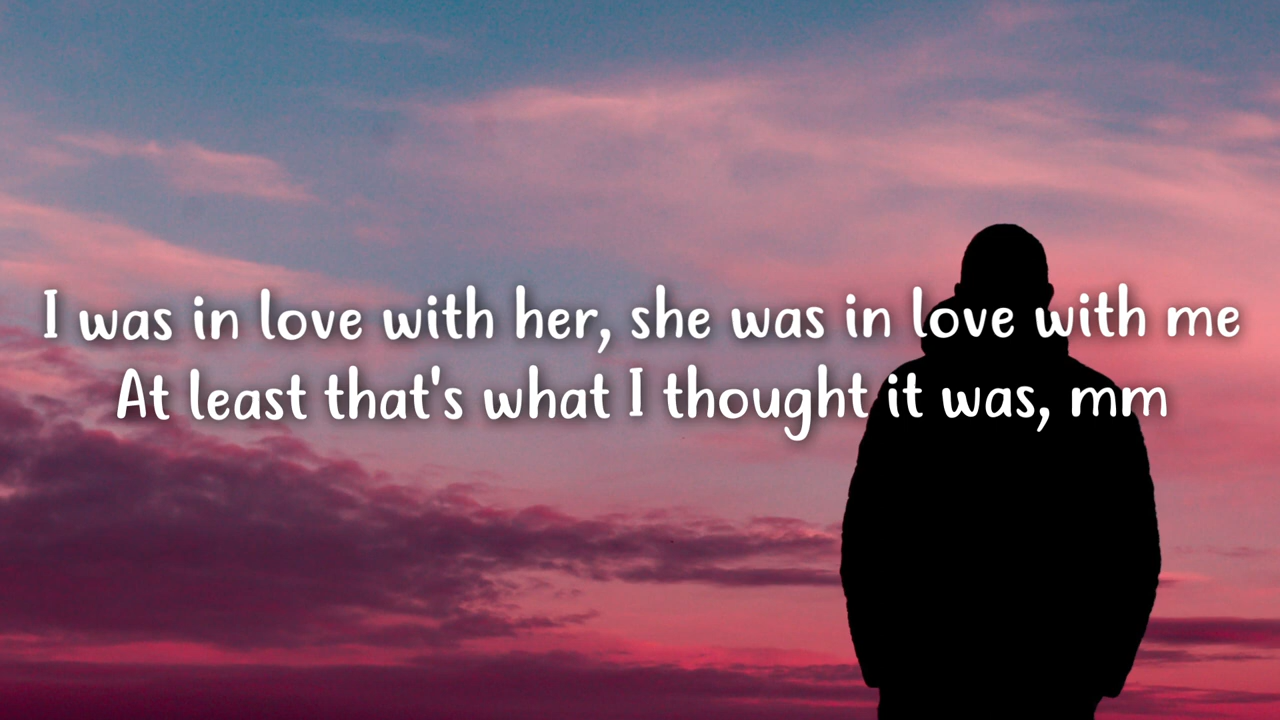 I was in love with her, she was in love with me
At least that's what I thought it was, mm